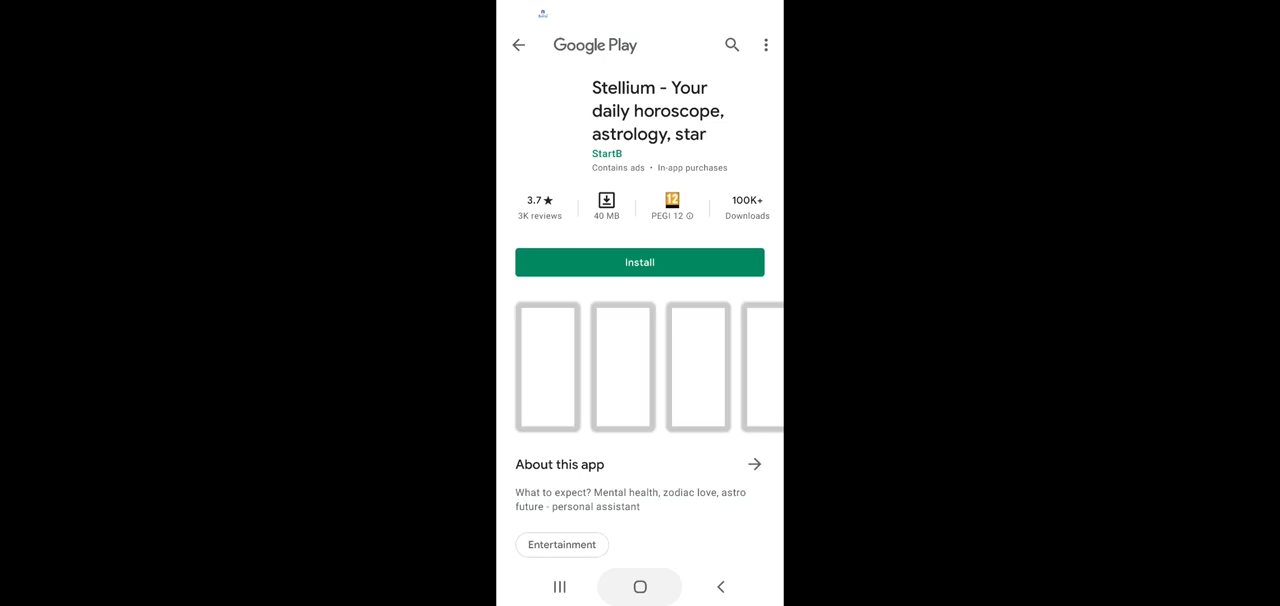 Google Play
Stellium - Your
daily horoscope,
astrology, star
StartB
Contains ads • In-app purchases
3.7★
3K reviews
40 MB
12
PEGI 12
100K+
Downloads
Install
About this app
What to expect? Mental health, zodiac love, astro
future - personal assistant
Entertainment